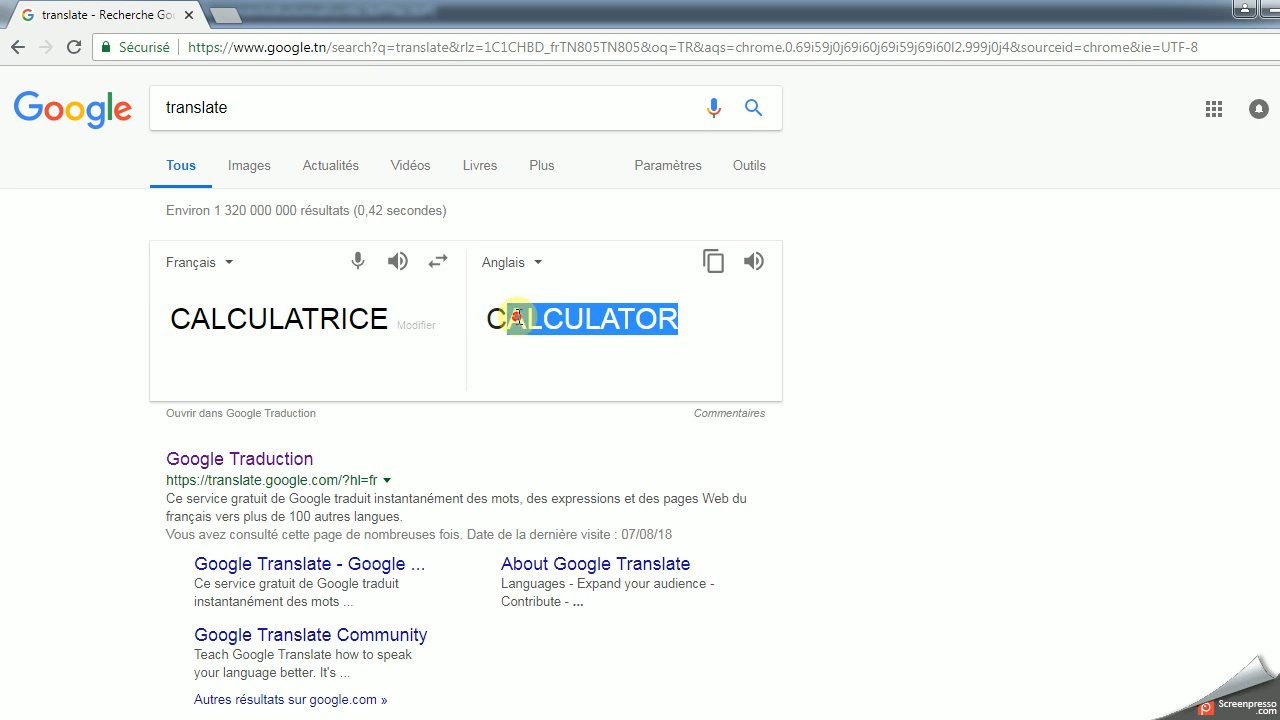 translate - Recherche Goo
Sécurisé
https://www.google.tn/search?q=translate&rlz=1C1CHBD_frTN805TN805&oq=TR&aqs=chrome.0.69i59j0j69i60j69i59j69i60l2.999j0j4&sourceid=chrome&ie=UTF-8
Google
translate
Tous Images Actualités Vidéos Livres Plus Paramètres Outils
Environ 1 320 000 000 résultats (0,42 secondes)
Français Anglais
CALCULATRICE Modifier CALCULATOR
Ouvrir dans Google Traduction Commentaires
Google Traduction
https://translate.google.com/?hl=fr
Ce service gratuit de Google traduit instantanément des mots, des expressions et des pages Web du
français vers plus de 100 autres langues.
Vous avez consulté cette page de nombreuses fois. Date de la dernière visite : 07/08/18
Google Translate - Google ...
Ce service gratuit de Google traduit
instantanément des mots ...
About Google Translate
Languages - Expand your audience -
Contribute - ...
Google Translate Community
Teach Google Translate how to speak
your language better. It's ...
Autres résultats sur google.com »
Screenpresso
.com